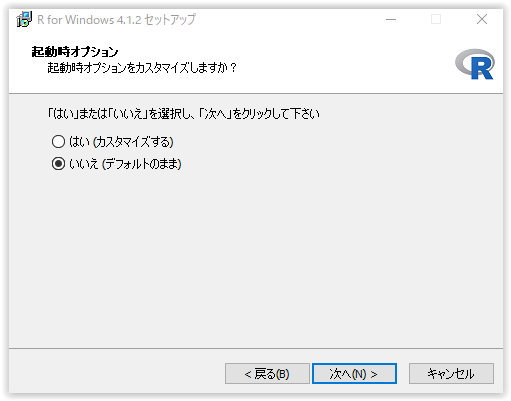 R for Windows 4.1.2 セットアップ
起動時オプション
起動時オプションをカスタマイズしますか？
R
「はい」または「いいえ」を選択し、「次へ」をクリックして下さい
はい (カスタマイズする)
いいえ (デフォルトのまま)
< 戻る(B)
次へ(N) >
キャンセル